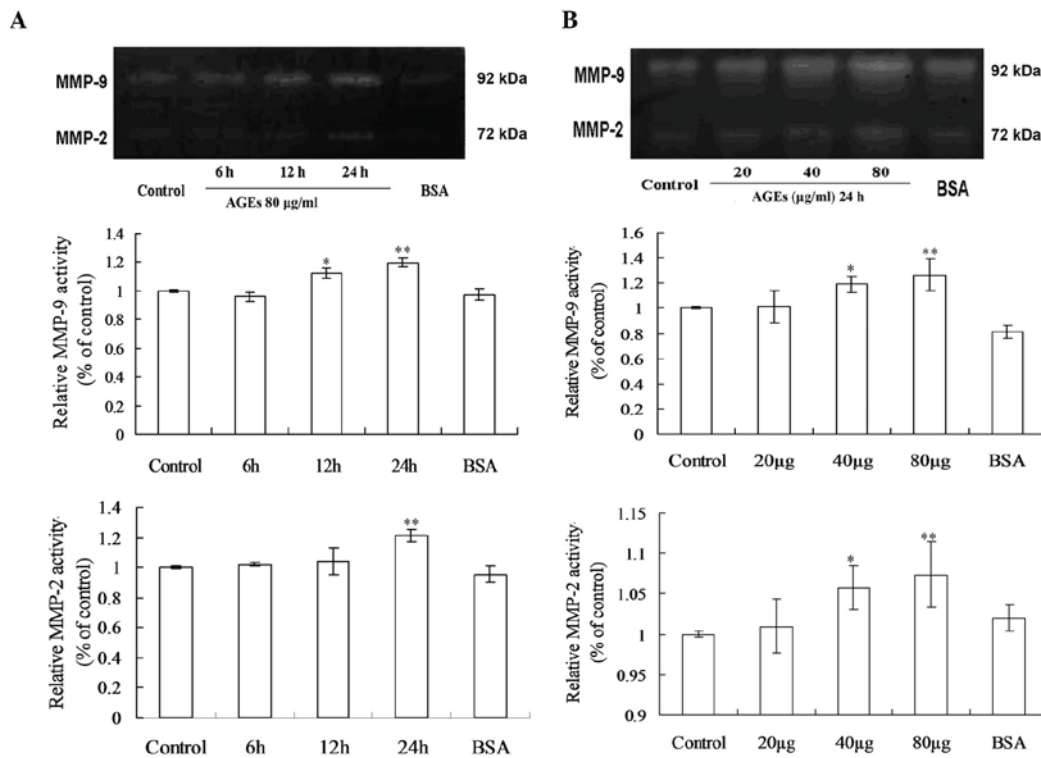 A
MMP-9
92 kDa
MMP-2
72 kDa
Control
6 h
12 h
24 h
BSA
AGEs 80 µg/ml
Relative MMP-9 activity
(% of control)
1.4
1.2
1
0.8
0.6
0.4
0.2
0
*
**
Control
6h
12h
24h
BSA
Relative MMP-2 activity
(% of control)
1.4
1.2
1
0.8
0.6
0.4
0.2
0
**
Control
6h
12h
24h
BSA
B
MMP-9
92 kDa
MMP-2
72 kDa
Control
20
40
80
BSA
AGEs (µg/ml) 24 h
Relative MMP-9 activity
(% of control)
1.6
1.4
1.2
1
0.8
0.6
0.4
0.2
0
*
**
Control
20µg
40µg
80µg
BSA
Relative MMP-2 activity
(% of control)
1.15
1.1
1.05
1
0.95
0.9
*
**
Control
20µg
40µg
80µg
BSA